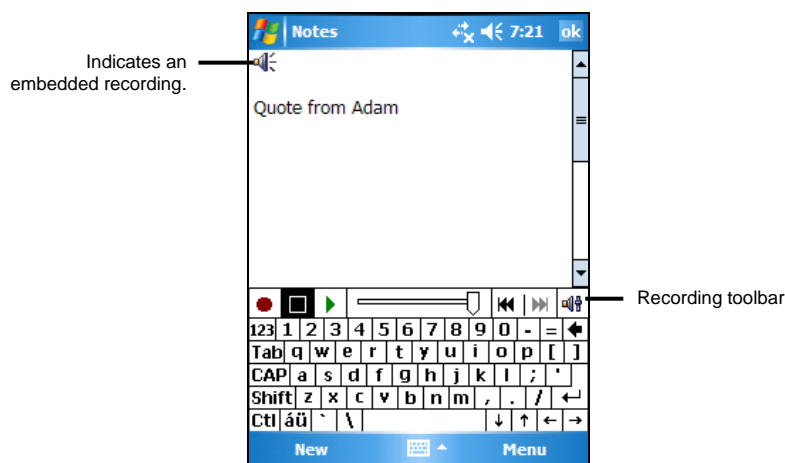 Notes 7:21 ok
Indicates an
embedded recording.
Quote from Adam
Recording toolbar
123 1 2 3 4 5 6 7 8 9 0 - =
Tab q w e r t y u i o p [ ]
CAP a s d f g h j k l ; '
Shift z x c v b n m , . /
Ctl áü ` \
New Menu